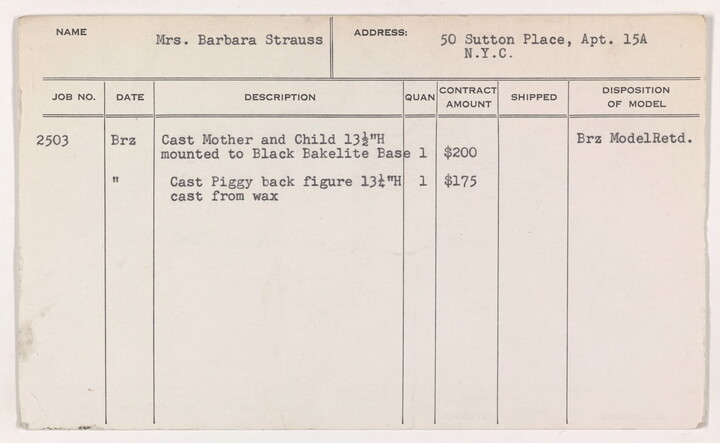 NAME Mrs. Barbara Strauss ADDRESS: 50 Sutton Place, Apt. 15A
N.Y.C.
JOB NO. DATE DESCRIPTION QUAN CONTRACT AMOUNT SHIPPED DISPOSITION OF MODEL
2503 Brz Cast Mother and Child 13½"H Brz ModelRetd.
mounted to Black Bakelite Base 1 $200
" Cast Piggy back figure 13¼"H 1 $175
cast from wax